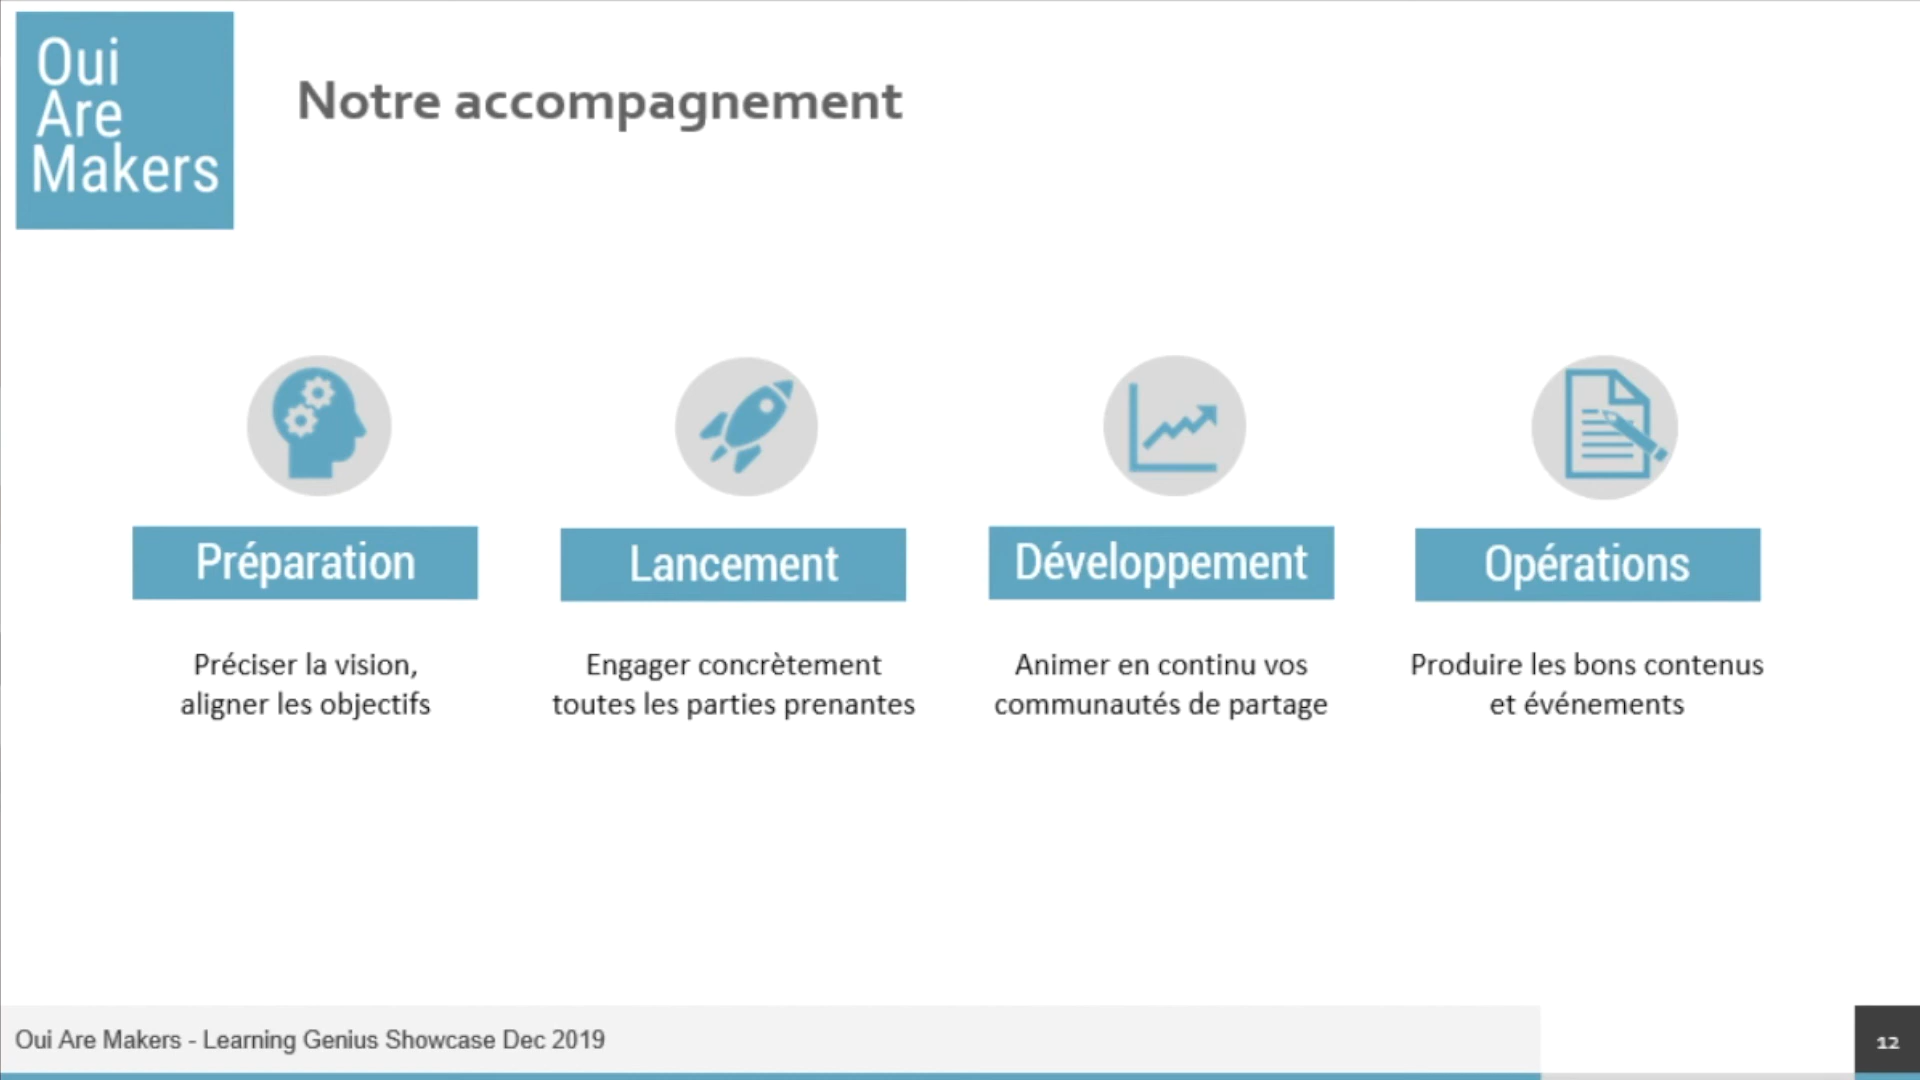 Oui
Are
Makers
Notre accompagnement
Préparation
Préciser la vision,
aligner les objectifs
Lancement
Engager concrètement
toutes les parties prenantes
Développement
Animer en continu vos
communautés de partage
Opérations
Produire les bons contenus
et événements
Oui Are Makers - Learning Genius Showcase Dec 2019
12